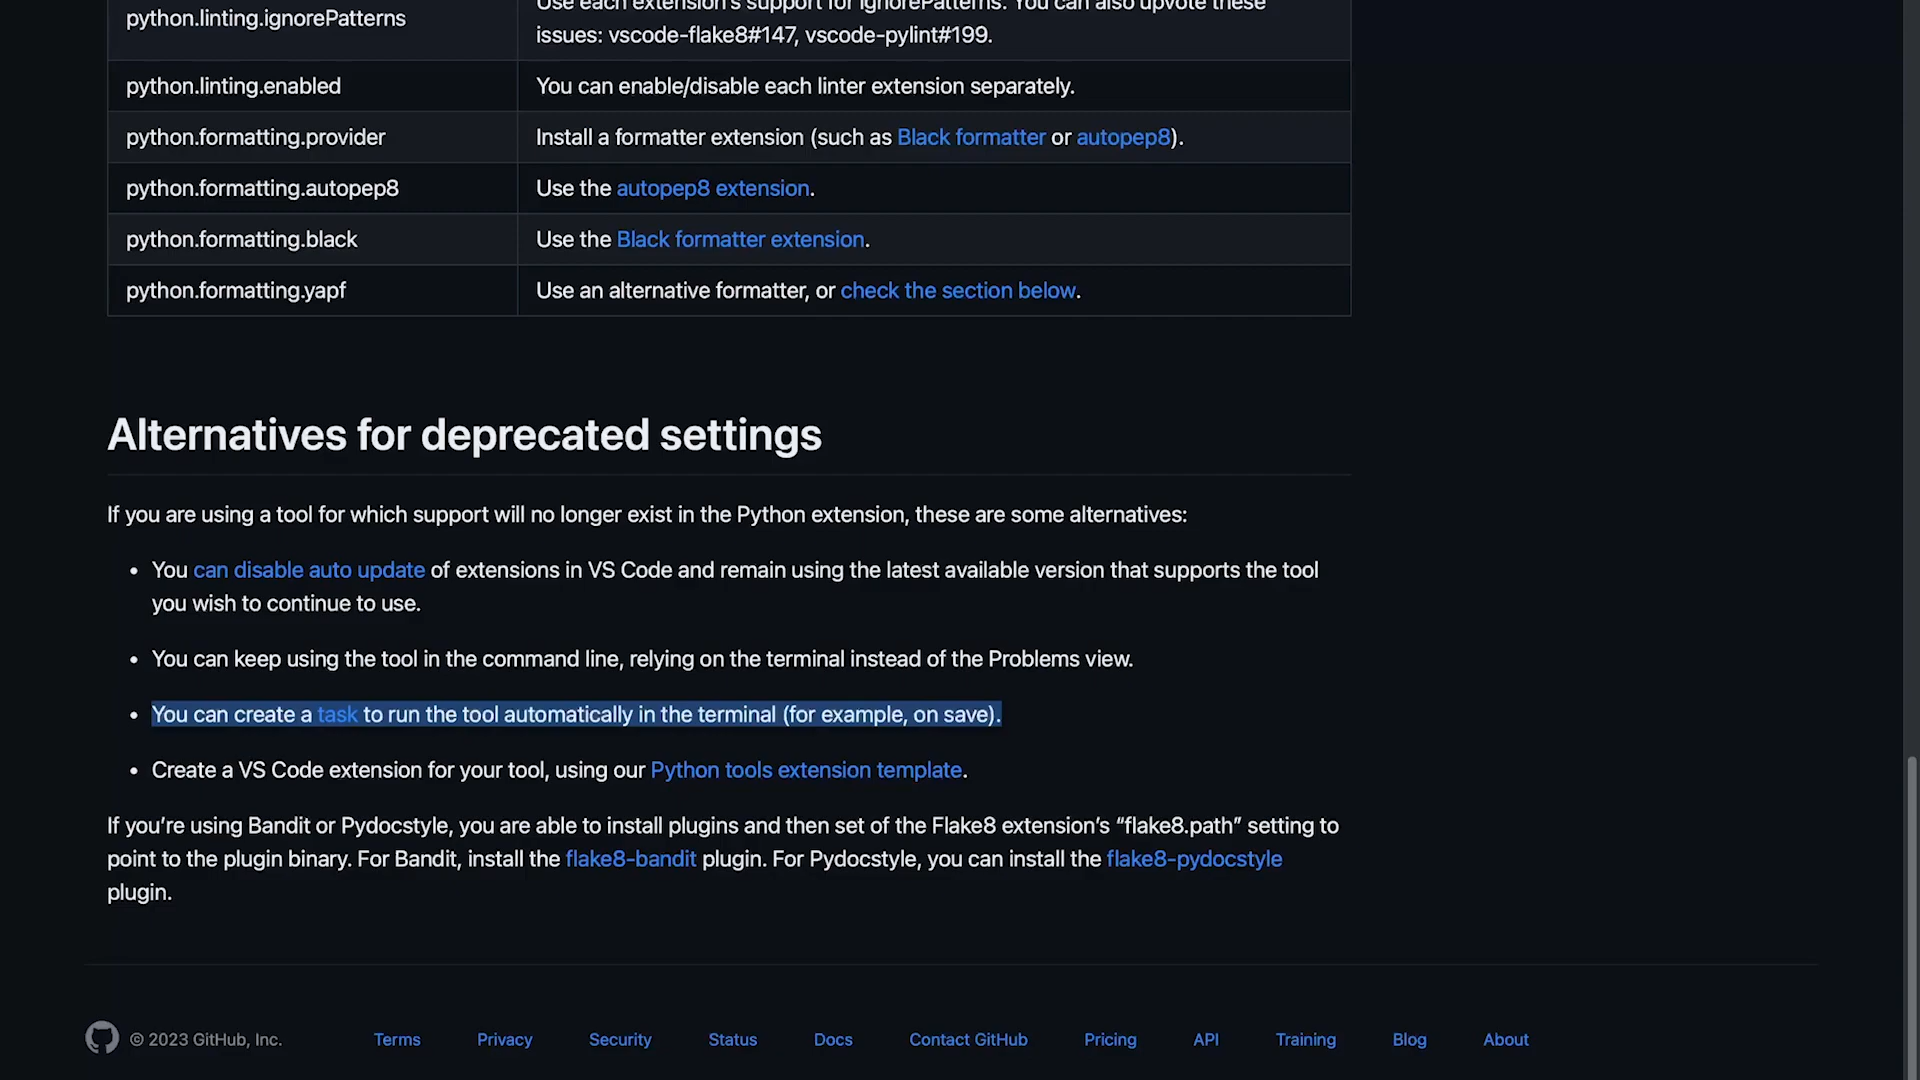 Use each extension's support for ignorePatterns. You can also upvote these
python.linting.ignorePatterns
issues: vscode-flake8#147, vscode-pylint#199.
python.linting.enabled You can enable/disable each linter extension separately.
python.formatting.provider Install a formatter extension (such as Black formatter or autopep8).
python.formatting.autopep8 Use the autopep8 extension.
python.formatting.black Use the Black formatter extension.
python.formatting.yapf Use an alternative formatter, or check the section below.
Alternatives for deprecated settings
If you are using a tool for which support will no longer exist in the Python extension, these are some alternatives:
• You can disable auto update of extensions in VS Code and remain using the latest available version that supports the tool
you wish to continue to use.
• You can keep using the tool in the command line, relying on the terminal instead of the Problems view.
• You can create a task to run the tool automatically in the terminal (for example, on save).
• Create a VS Code extension for your tool, using our Python tools extension template.
If you’re using Bandit or Pydocstyle, you are able to install plugins and then set of the Flake8 extension’s “flake8.path” setting to
point to the plugin binary. For Bandit, install the flake8-bandit plugin. For Pydocstyle, you can install the flake8-pydocstyle
plugin.
© 2023 GitHub, Inc. Terms Privacy Security Status Docs Contact GitHub Pricing API Training Blog About